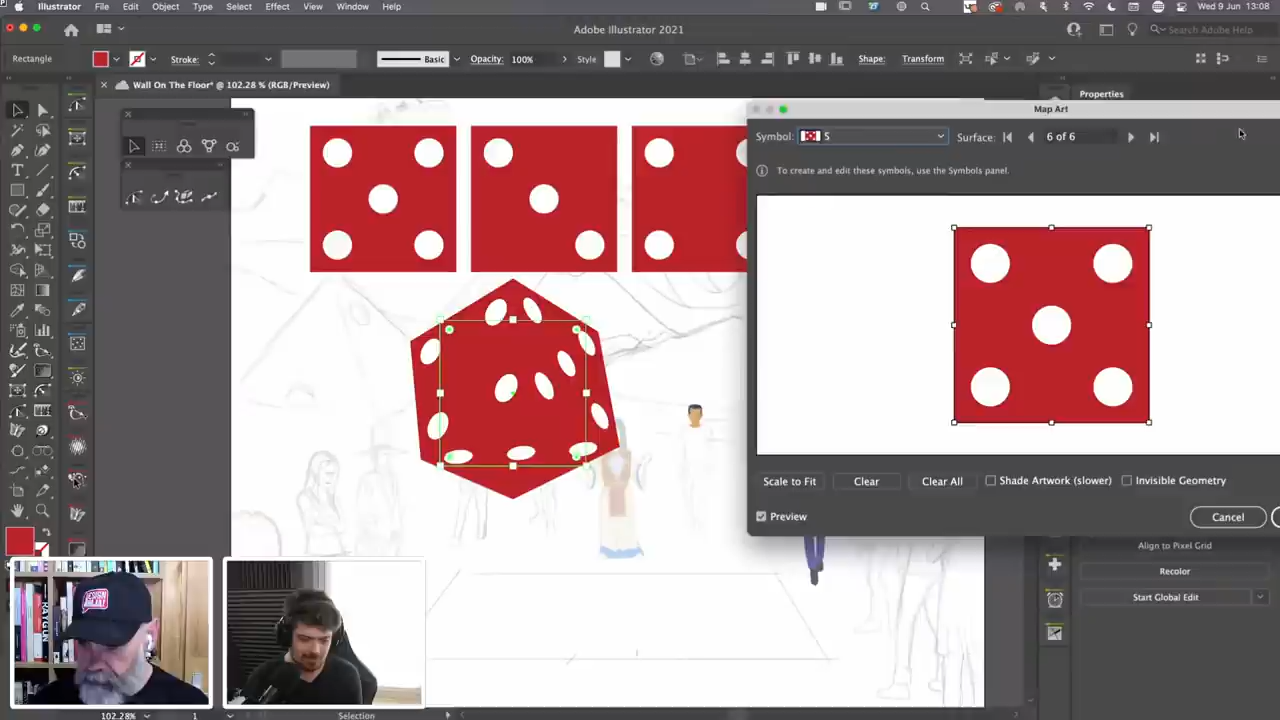 Illustrator File Edit Object Type Select Effect View Window Help
Wed 9 Jun 13:08
Adobe Illustrator 2021
Search Adobe Help
Rectangle
Stroke:
Basic
Opacity: 100%
Style
Shape:
Transform
Wall On The Floor* @ 102.28 % (RGB/Preview)
Properties
Map Art
Symbol: 5
Surface: 6 of 6
To create and edit these symbols, use the Symbols panel.
Scale to Fit
Clear
Clear All
Shade Artwork (slower)
Invisible Geometry
Preview
Cancel
Align to Pixel Grid
Recolor
Start Global Edit
102.28%
1
Selection